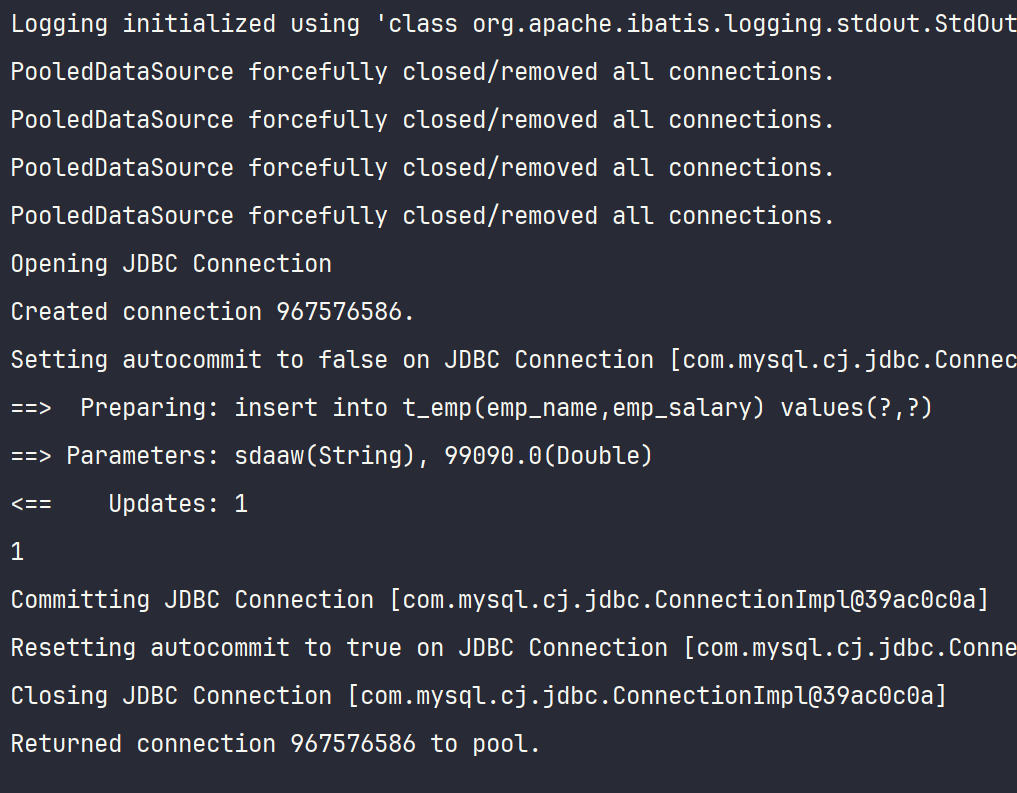 Logging initialized using 'class org.apache.ibatis.logging.stdout.StdOut
PooledDataSource forcefully closed/removed all connections.
PooledDataSource forcefully closed/removed all connections.
PooledDataSource forcefully closed/removed all connections.
PooledDataSource forcefully closed/removed all connections.
Opening JDBC Connection
Created connection 967576586.
Setting autocommit to false on JDBC Connection [com.mysql.cj.jdbc.Connec
==>  Preparing: insert into t_emp(emp_name,emp_salary) values(?,?)
==> Parameters: sdaaw(String), 99090.0(Double)
<==    Updates: 1
1
Committing JDBC Connection [com.mysql.cj.jdbc.ConnectionImpl@39ac0c0a]
Resetting autocommit to true on JDBC Connection [com.mysql.cj.jdbc.Conne
Closing JDBC Connection [com.mysql.cj.jdbc.ConnectionImpl@39ac0c0a]
Returned connection 967576586 to pool.